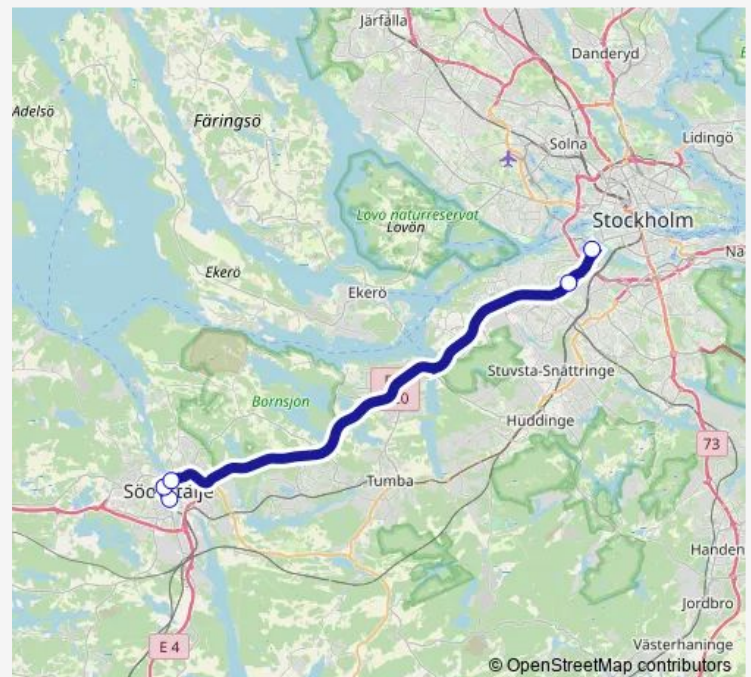 Järfälla
Danderyd
Adelsö
Färingsö
Solna
Lidingö
Lovö naturreservat
Lovön
Stockholm
Ekerö
Ekerö
Stuvsta-Snättringe
Bornsjön
Huddinge
73
Tumba
Handen
Jordbro
E 4
Västerhaninge
© OpenStreetMap contributors